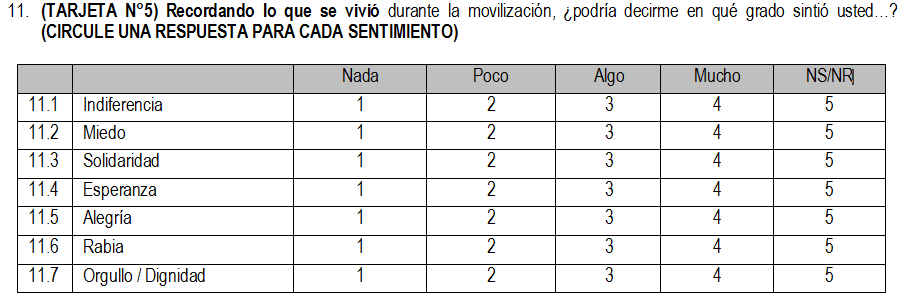 11. (TARJETA N°5) Recordando lo que se vivió durante la movilización, ¿podría decirme en qué grado sintió usted...?
(CIRCULE UNA RESPUESTA PARA CADA SENTIMIENTO)
Nada Poco Algo Mucho NS/NR
11.1 Indiferencia 1 2 3 4 5
11.2 Miedo 1 2 3 4 5
11.3 Solidaridad 1 2 3 4 5
11.4 Esperanza 1 2 3 4 5
11.5 Alegría 1 2 3 4 5
11.6 Rabia 1 2 3 4 5
11.7 Orgullo / Dignidad 1 2 3 4 5